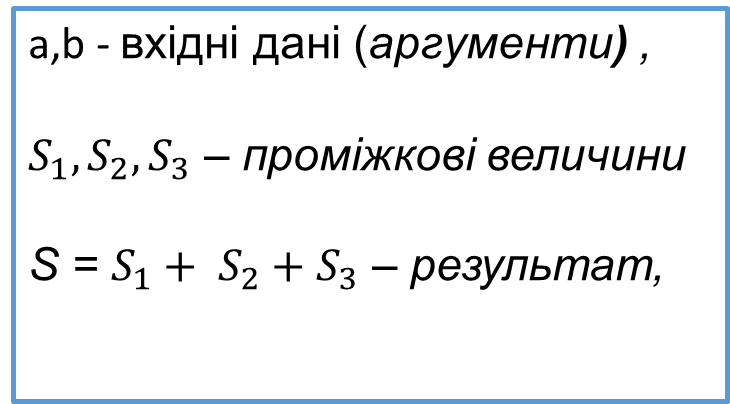 a,b - вхідні дані (аргументи) ,
S₁, S₂, S₃ – проміжкові величини
S = S₁ + S₂ + S₃ – результат,